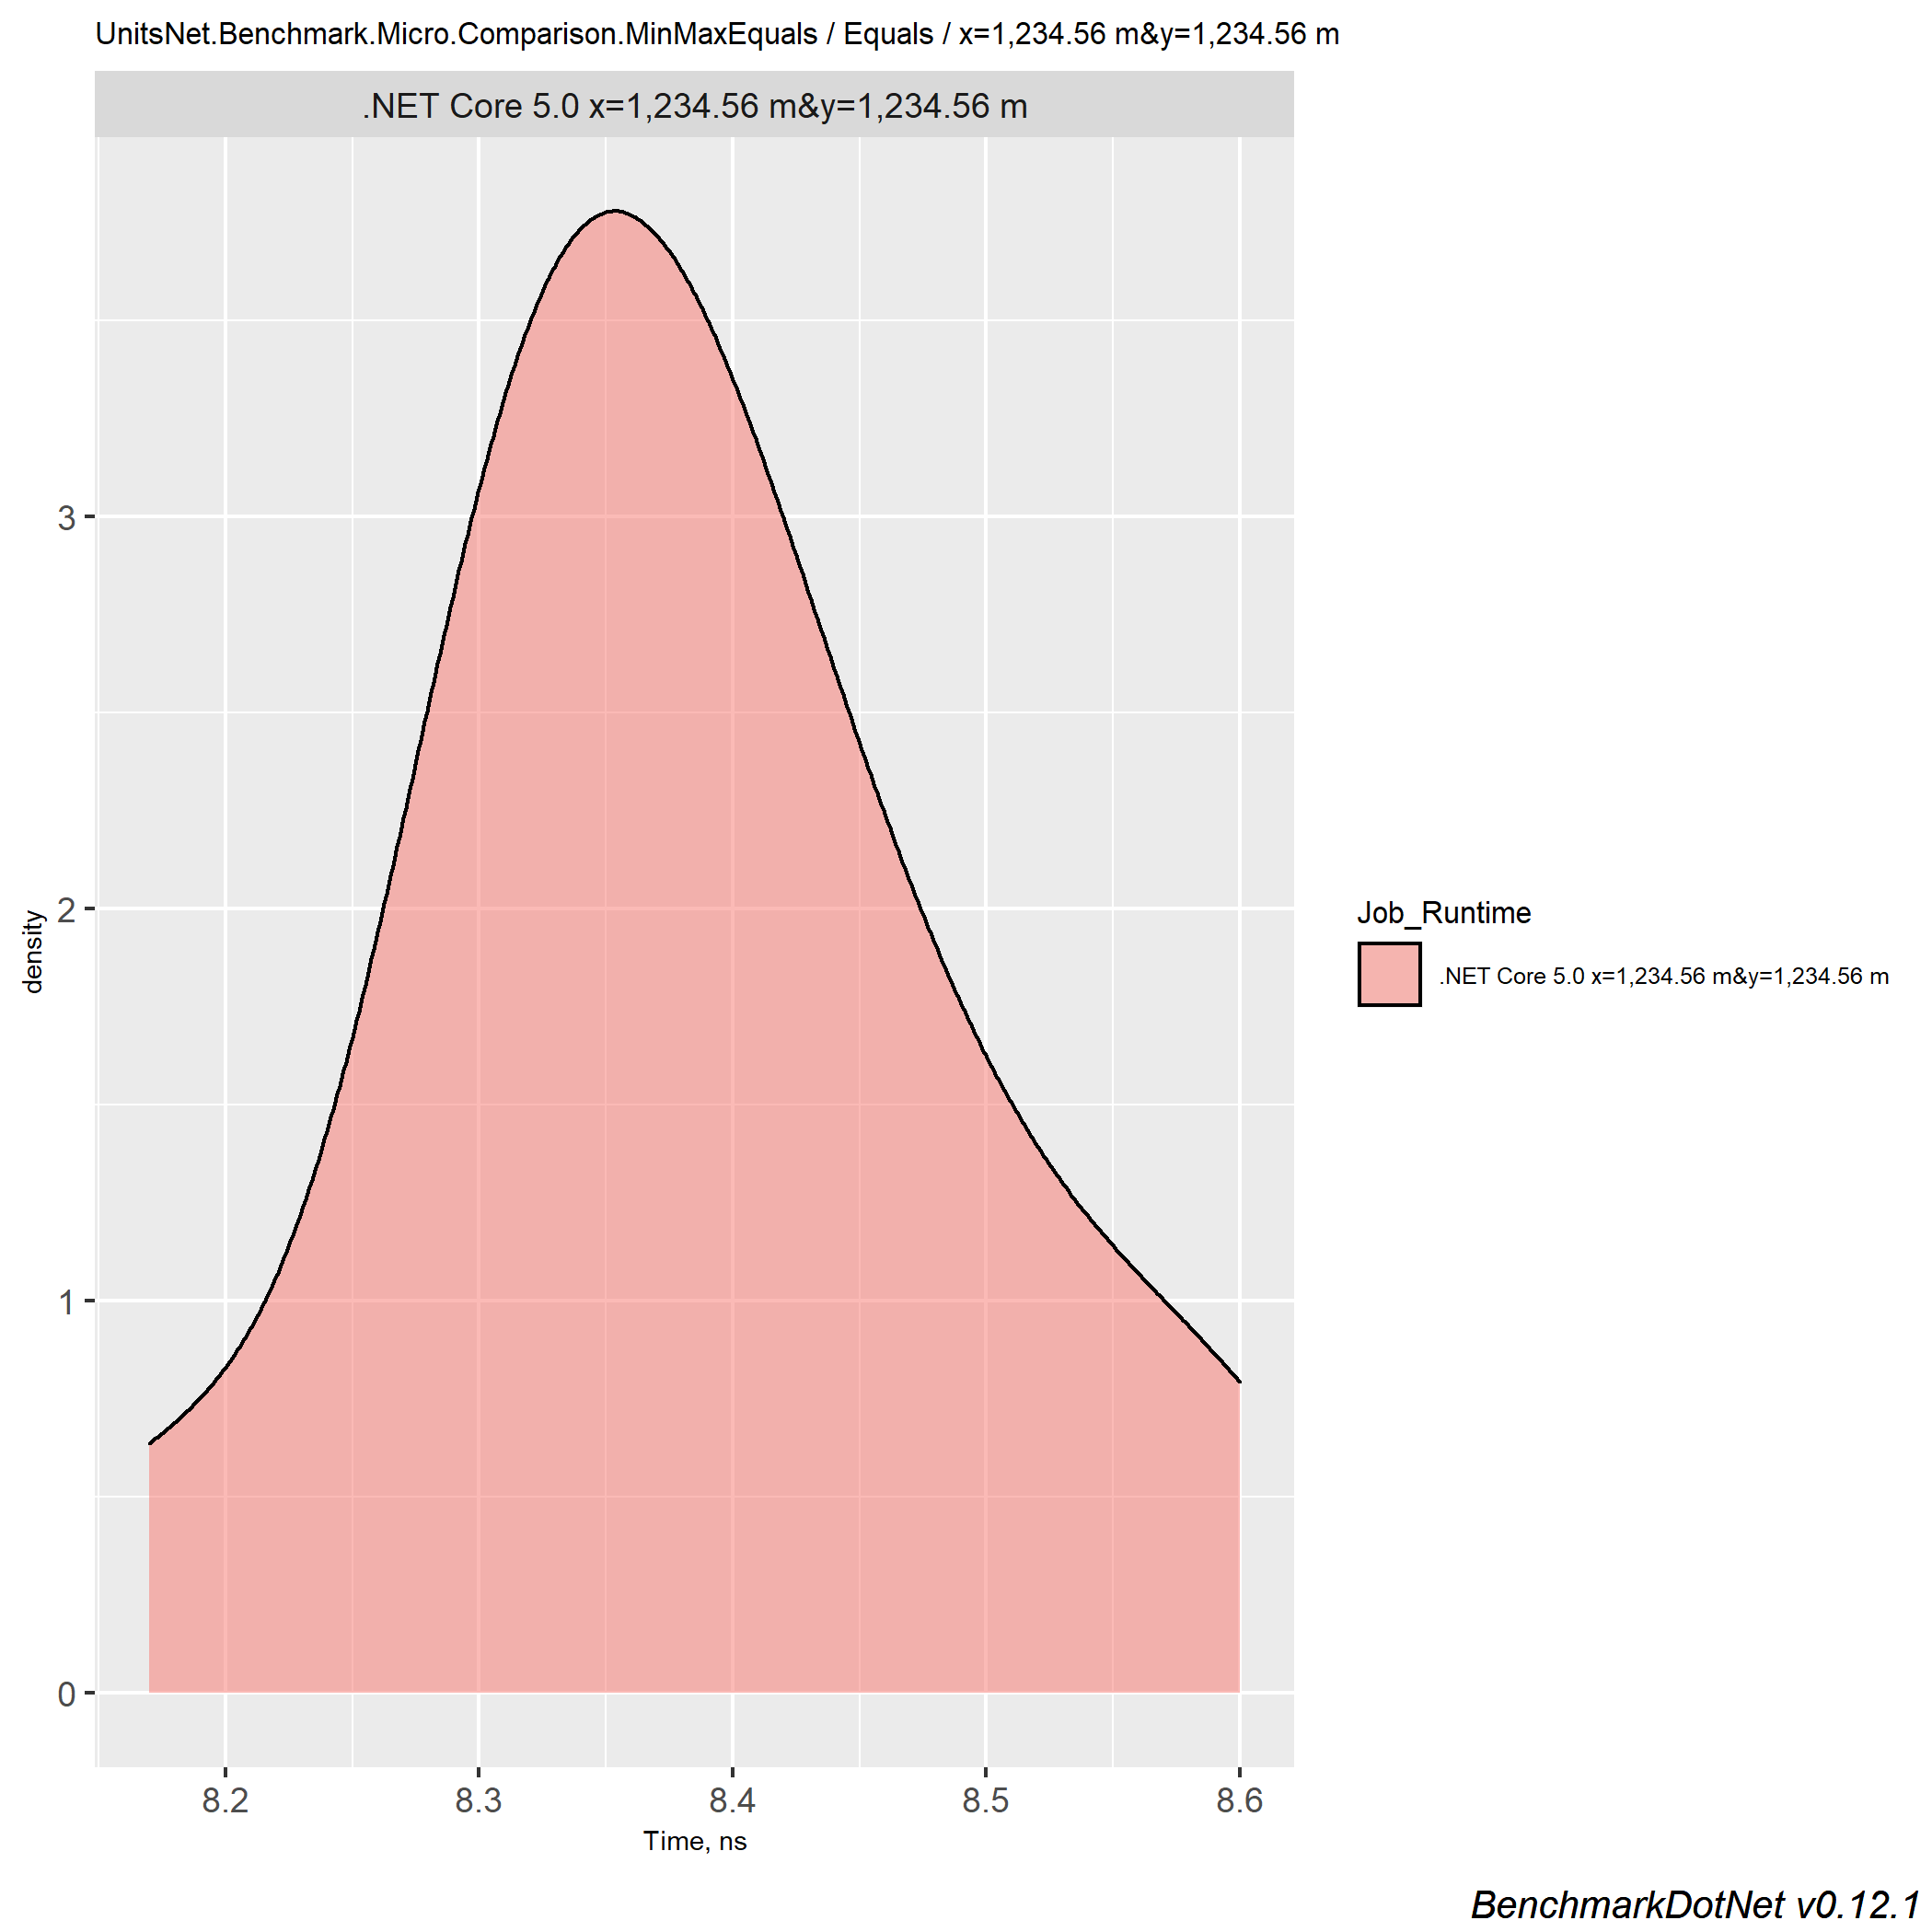 UnitsNet.Benchmark.Micro.Comparison.MinMaxEquals / Equals / x=1,234.56 m&y=1,234.56 m
.NET Core 5.0 x=1,234.56 m&y=1,234.56 m
3
2
1
0
density
8.2 8.3 8.4 8.5 8.6
Time, ns
Job_Runtime
.NET Core 5.0 x=1,234.56 m&y=1,234.56 m
BenchmarkDotNet v0.12.1